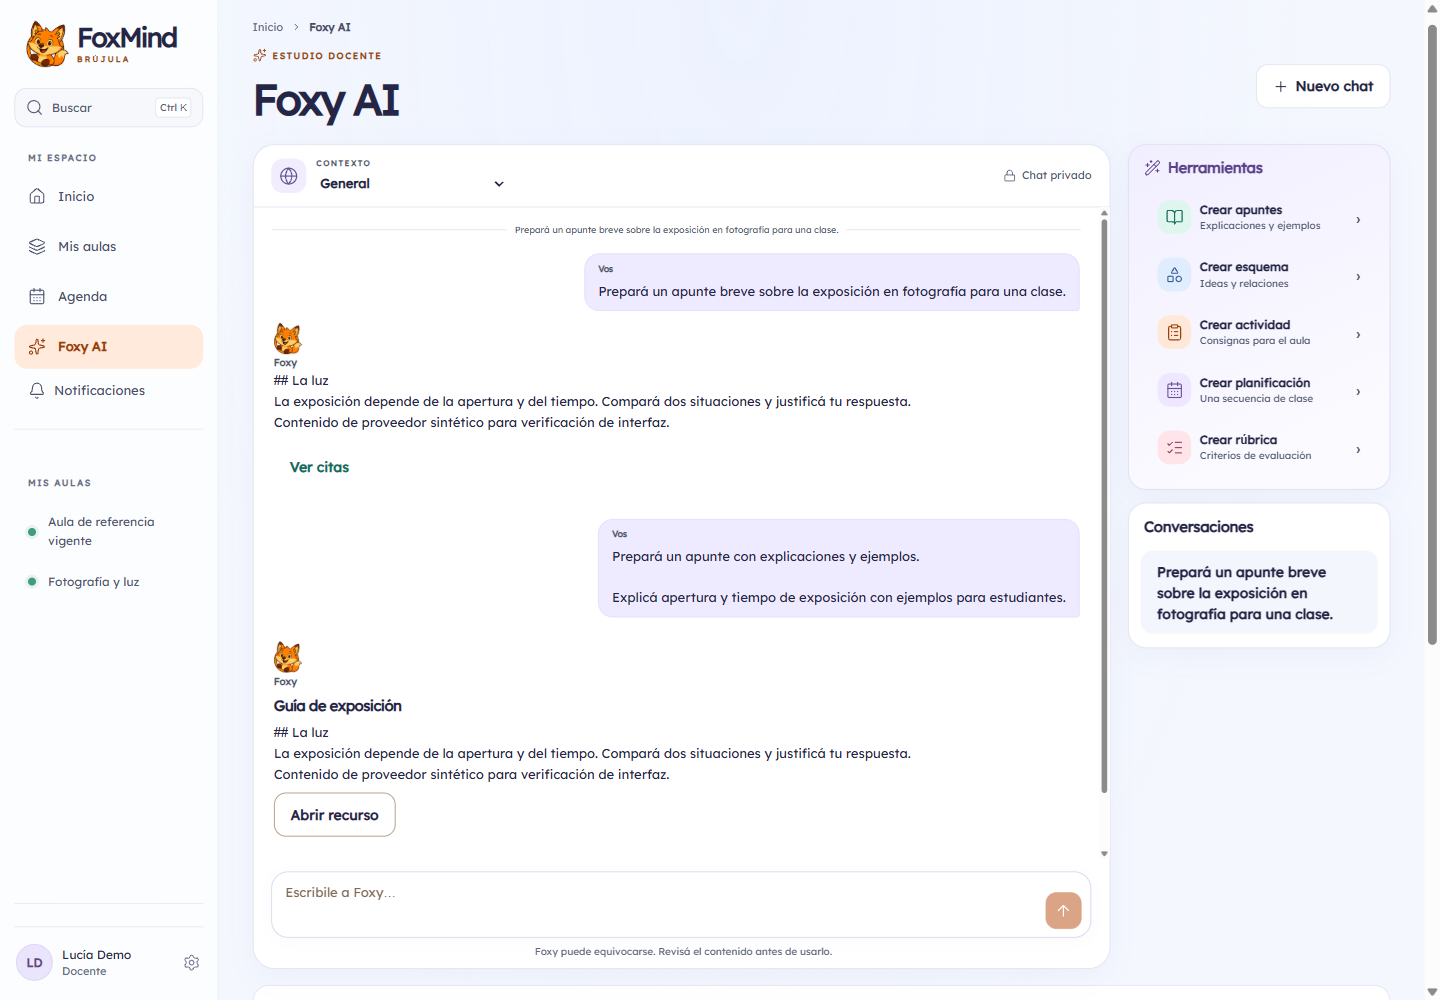 FoxMind
BRÚJULA
Buscar
Ctrl K
MI ESPACIO
Inicio
Mis aulas
Agenda
Foxy AI
Notificaciones
MIS AULAS
Aula de referencia
vigente
Fotografía y luz
LD
Lucía Demo
Docente
Inicio > Foxy AI
ESTUDIO DOCENTE
Foxy AI
+ Nuevo chat
CONTEXTO
General
Chat privado
Prepará un apunte breve sobre la exposición en fotografía para una clase.
Vos
Prepará un apunte breve sobre la exposición en fotografía para una clase.
Foxy
## La luz
La exposición depende de la apertura y del tiempo. Compará dos situaciones y justificá tu respuesta.
Contenido de proveedor sintético para verificación de interfaz.
Ver citas
Vos
Prepará un apunte con explicaciones y ejemplos.
Explicá apertura y tiempo de exposición con ejemplos para estudiantes.
Foxy
Guía de exposición
## La luz
La exposición depende de la apertura y del tiempo. Compará dos situaciones y justificá tu respuesta.
Contenido de proveedor sintético para verificación de interfaz.
Abrir recurso
Escribile a Foxy...
Foxy puede equivocarse. Revisá el contenido antes de usarlo.
Herramientas
Crear apuntes
Explicaciones y ejemplos
Crear esquema
Ideas y relaciones
Crear actividad
Consignas para el aula
Crear planificación
Una secuencia de clase
Crear rúbrica
Criterios de evaluación
Conversaciones
Prepará un apunte breve
sobre la exposición en
fotografía para una clase.